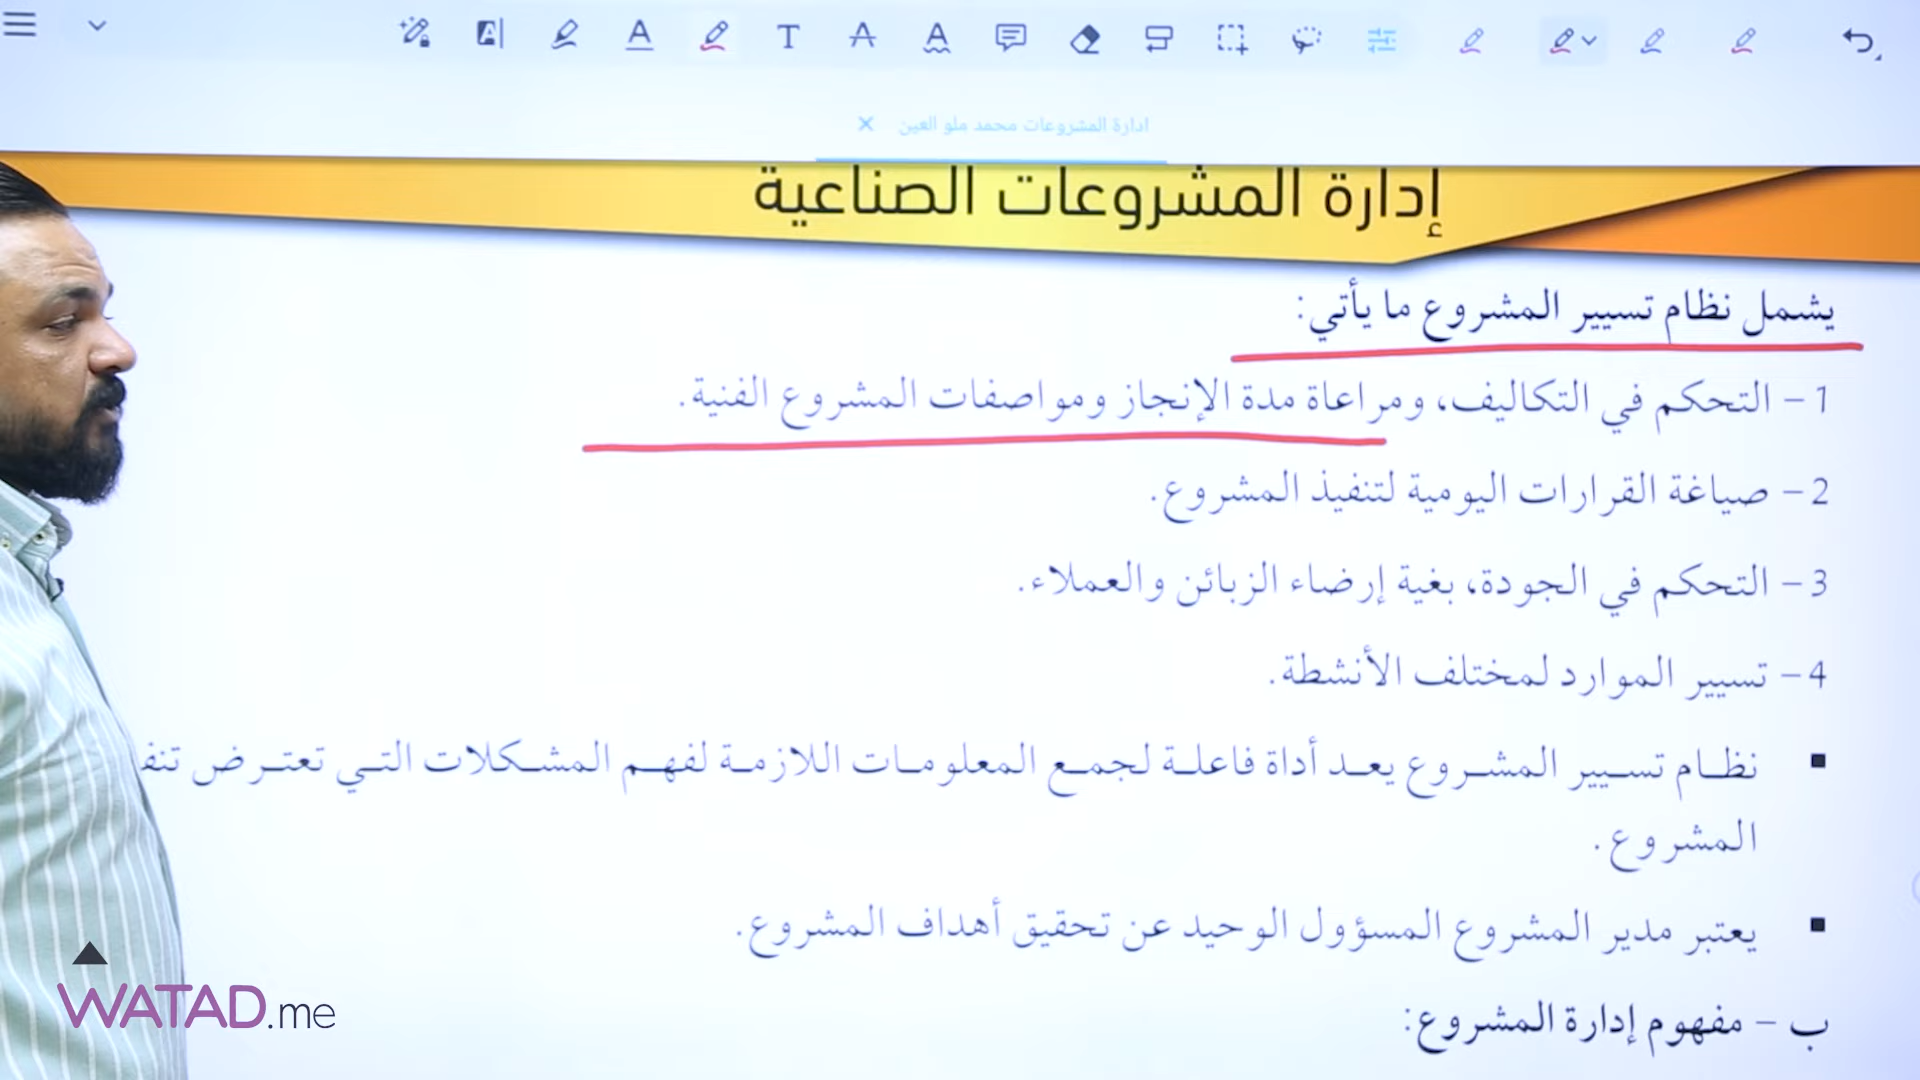 ادارة المشروعات محمد ملو العين
إدارة المشروعات الصناعية
يشمل نظام تسيير المشروع ما يأتي:
1 – التحكم في التكاليف، ومراعاة مدة الإنجاز ومواصفات المشروع الفنية.
2 – صياغة القرارات اليومية لتنفيذ المشروع.
3 – التحكم في الجودة، بغية إرضاء الزبائن والعملاء.
4 – تسيير الموارد لمختلف الأنشطة.
▪ نظام تسيير المشروع يعد أداة فاعلة لجمع المعلومات اللازمة لفهم المشكلات التي تعترض
المشروع.
▪ يعتبر مدير المشروع المسؤول الوحيد عن تحقيق أهداف المشروع.
ب – مفهوم إدارة المشروع:
WATAD.me